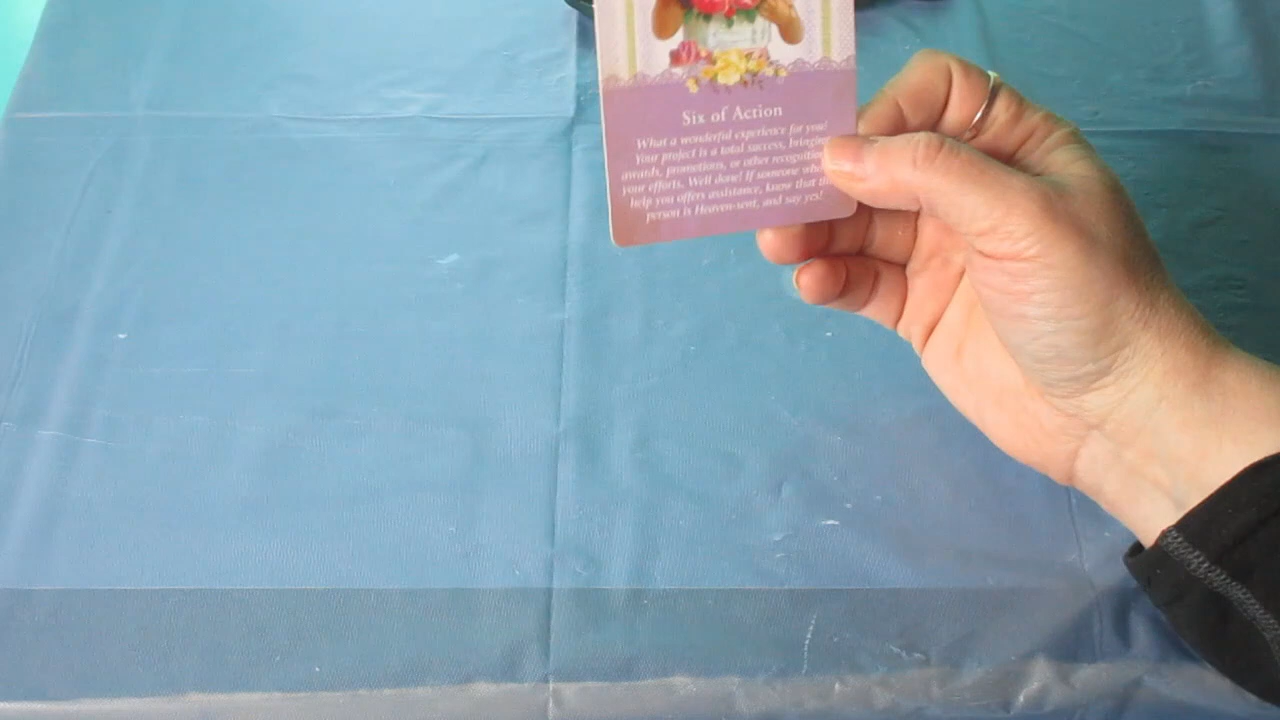 Six of Action
What a wonderful experience for you!
Your project is a total success, bringing
awards, promotions, or other recognition
your efforts. Well done! If someone who
help you offers assistance, know that
person is Heaven-sent, and say yes!